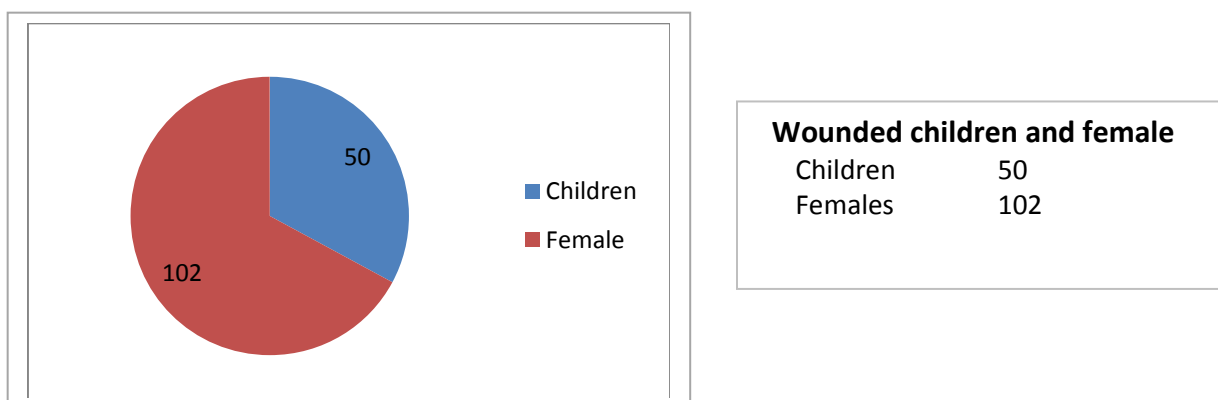 50
102
Children
Female
Wounded children and female
Children 50
Females 102